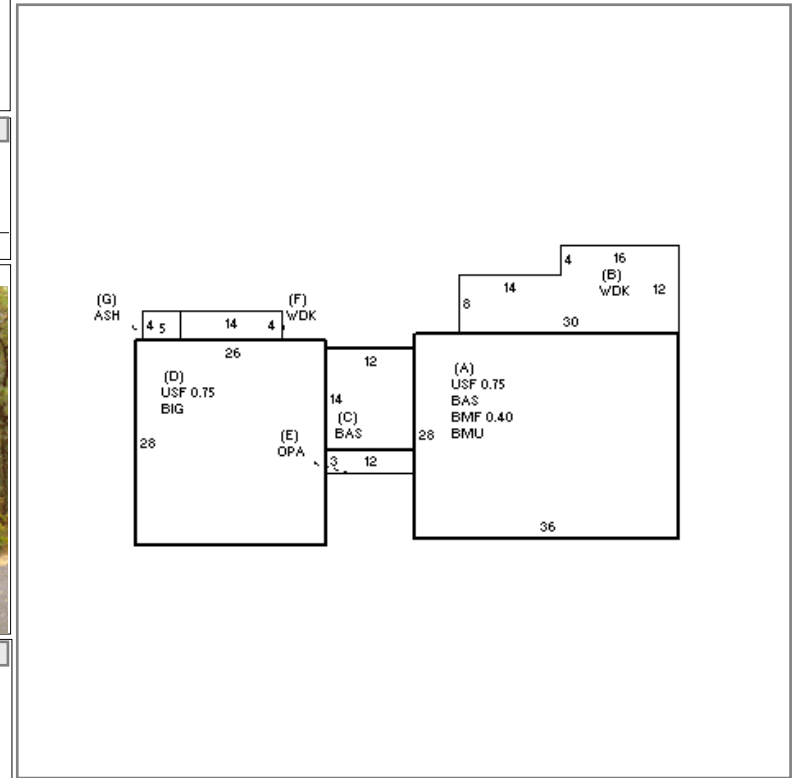 4
16
(B)
WDK
12
14
8
30
(G)
ASH
(F)
WDK
4
5
14
4
26
12
(D)
USF 0.75
BIG
(A)
USF 0.75
BAS
BMF 0.40
BMU
14
(C)
BAS
28
28
(E)
OPA
3
12
36